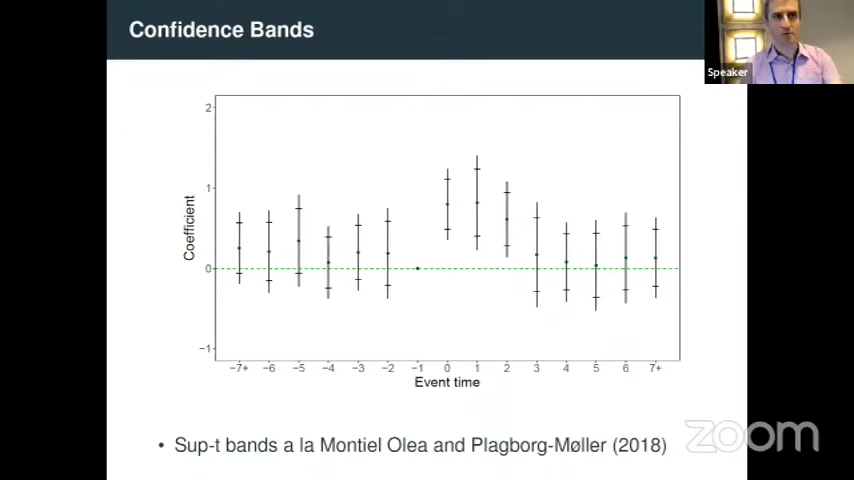 Confidence Bands
Speaker
2
1
0
−1
Coefficient
−7+ −6 −5 −4 −3 −2 −1 0 1 2 3 4 5 6 7+
Event time
• Sup-t bands a la Montiel Olea and Plagborg-Møller (2018)
zoom